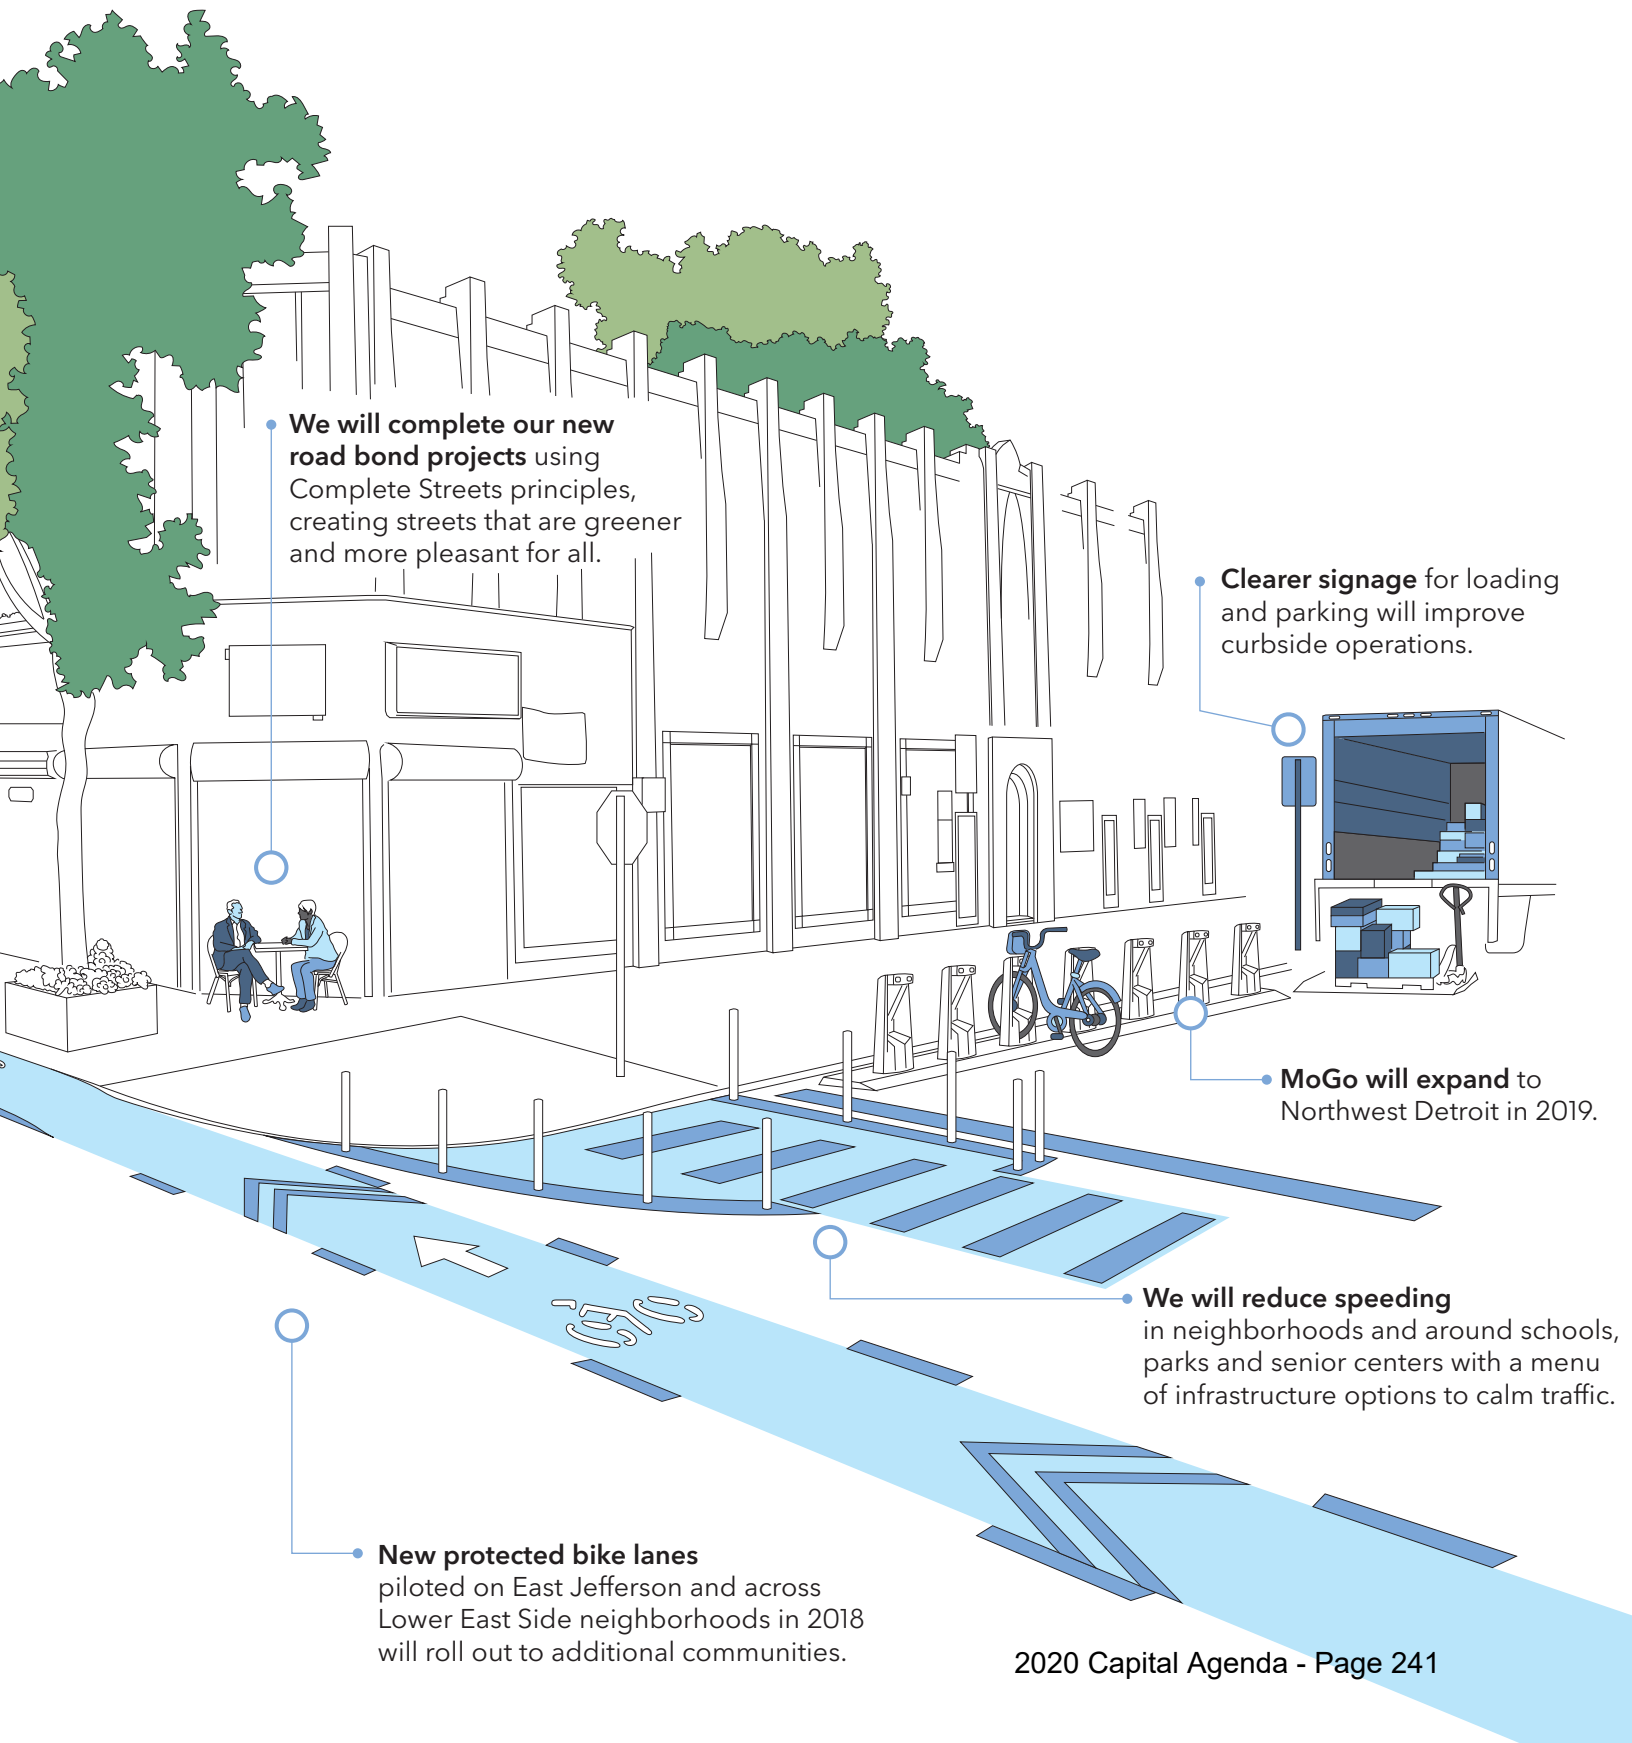 We will complete our new
road bond projects using
Complete Streets principles,
creating streets that are greener
and more pleasant for all.
Clearer signage for loading
and parking will improve
curbside operations.
MoGo will expand to
Northwest Detroit in 2019.
We will reduce speeding
in neighborhoods and around schools,
parks and senior centers with a menu
of infrastructure options to calm traffic.
New protected bike lanes
piloted on East Jefferson and across
Lower East Side neighborhoods in 2018
will roll out to additional communities.
2020 Capital Agenda - Page 241